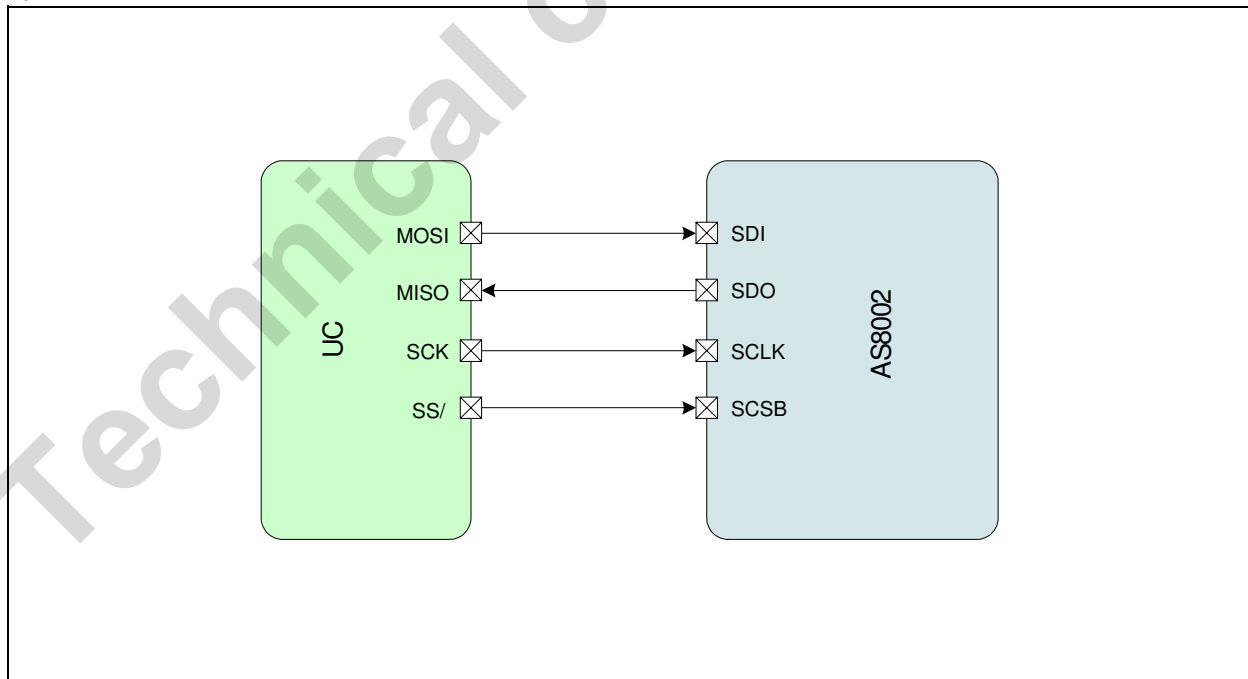 Technical
UC
MOSI
MISO
SCK
SS/
SDI
SDO
SCLK
SCSB
AS8002